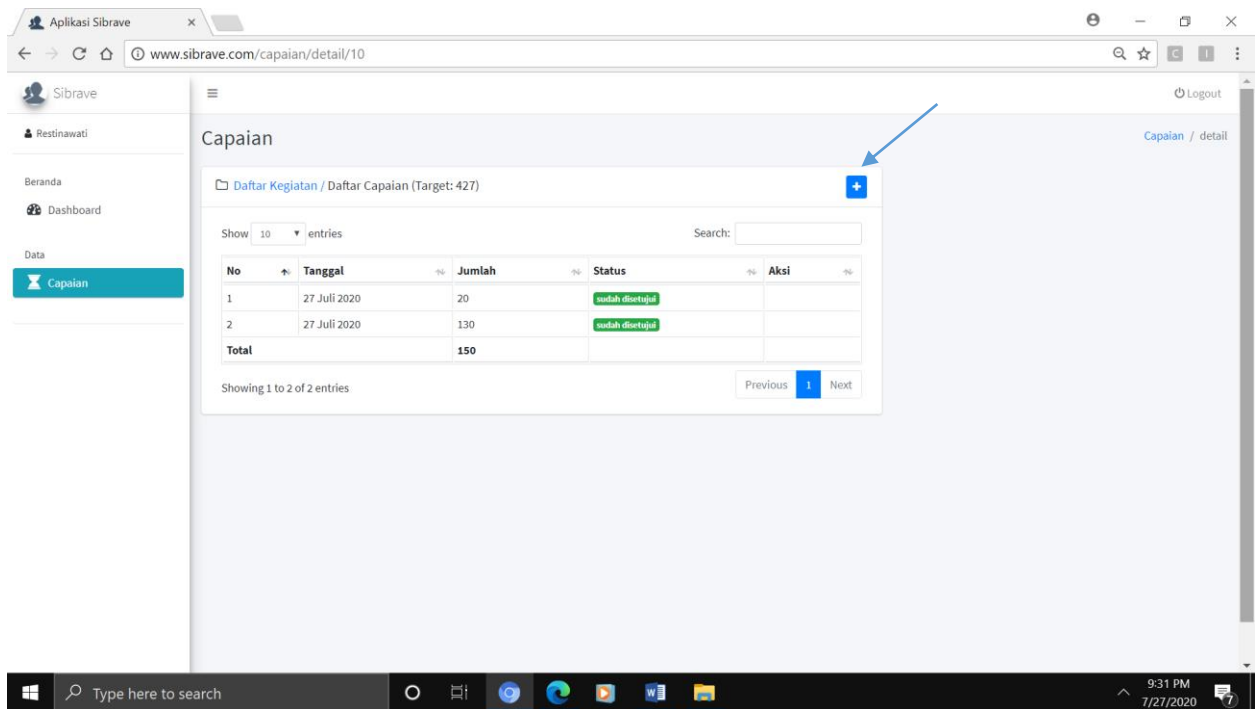 Aplikasi Sibrave
www.sibrave.com/capaian/detail/10
Sibrave
Logout
Restinawati
Capaian
Capaian / detail
Beranda
Dashboard
Data
Capaian
Daftar Kegiatan / Daftar Capaian (Target: 427)
Show 10 entries
Search:
No Tanggal Jumlah Status Aksi
1 27 Juli 2020 20 sudah disetujui
2 27 Juli 2020 130 sudah disetujui
Total 150
Showing 1 to 2 of 2 entries
Previous 1 Next
Type here to search
9:31 PM
7/27/2020
7